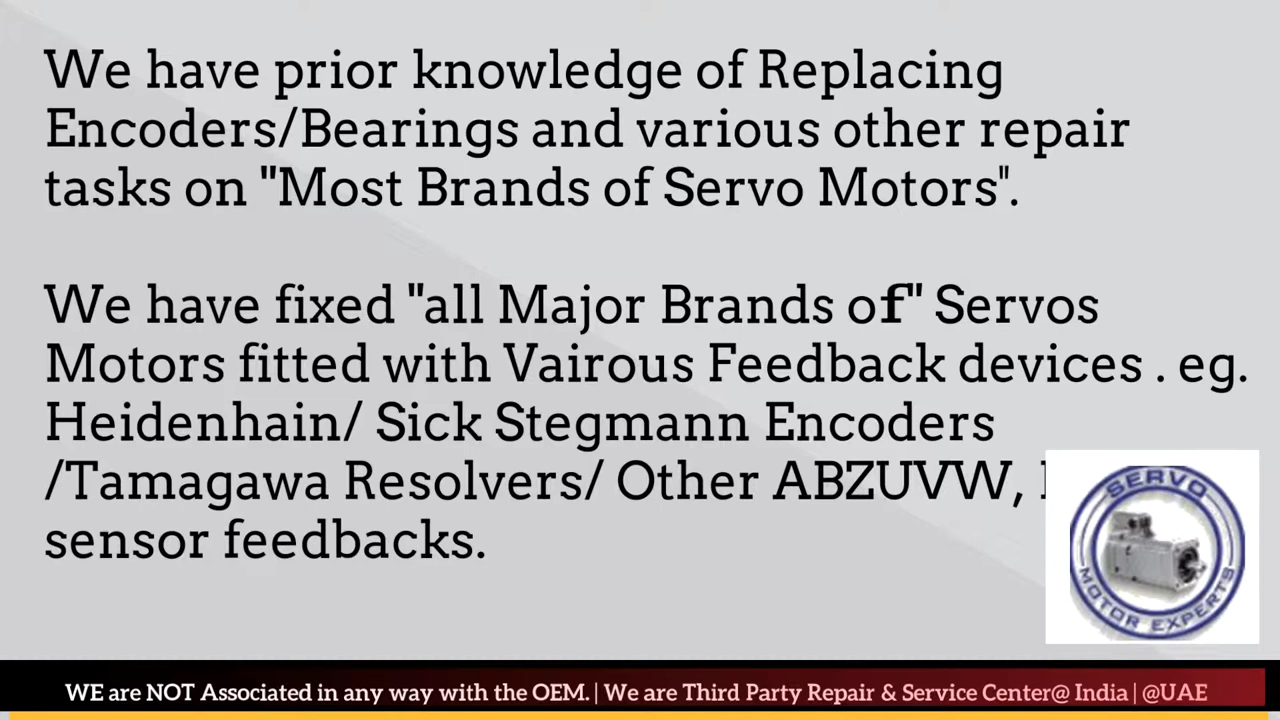 We have prior knowledge of Replacing
Encoders/Bearings and various other repair
tasks on "Most Brands of Servo Motors".
We have fixed "all Major Brands of" Servos
Motors fitted with Vairous Feedback devices . eg.
Heidenhain/ Sick Stegmann Encoders
/Tamagawa Resolvers/ Other ABZUVW,
sensor feedbacks.
SERVO
MOTOR EXPERTS
WE are NOT Associated in any way with the OEM. | We are Third Party Repair & Service Center@ India | @UAE